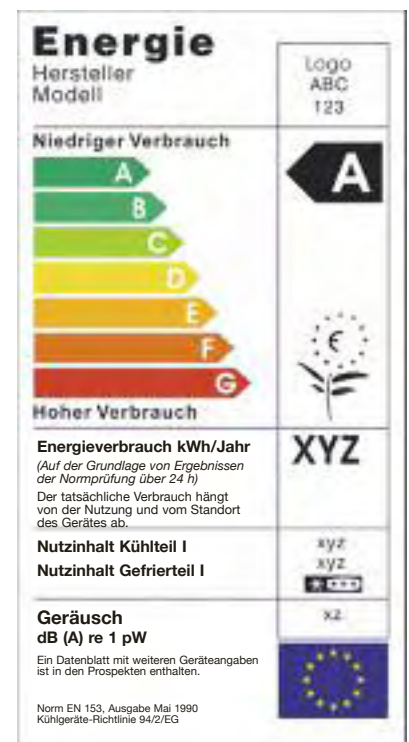 Energie
Hersteller
Modell
Logo
ABC
123
Niedriger Verbrauch
A
B
C
D
E
F
G
A
Hoher Verbrauch
Energieverbrauch kWh/Jahr
XYZ
(Auf der Grundlage von Ergebnissen
der Normprüfung über 24 h)
Der tatsächliche Verbrauch hängt
von der Nutzung und vom Standort
des Gerätes ab.
Nutzinhalt Kühlteil l
xyz
Nutzinhalt Gefrierteil l
xyz
Geräusch
xz
dB (A) re 1 pW
Ein Datenblatt mit weiteren Geräteangaben
ist in den Prospekten enthalten.
Norm EN 153, Ausgabe Mai 1990
Kühlgeräte-Richtlinie 94/2/EG